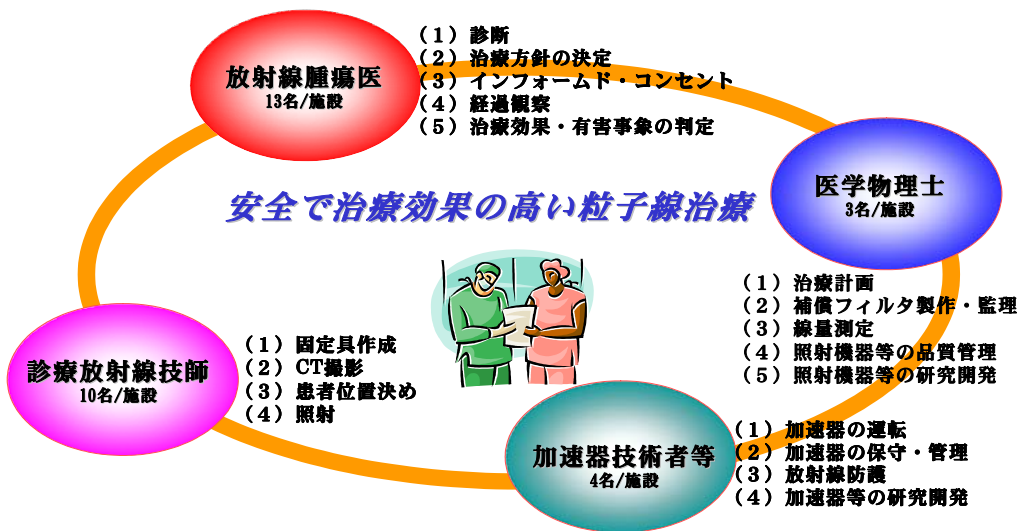 放射線腫瘍医
13名/施設
（1）診断
（2）治療方針の決定
（3）インフォームド・コンセント
（4）経過観察
（5）治療効果・有害事象の判定
医学物理士
3名/施設
安全で治療効果の高い粒子線治療
（1）治療計画
（2）補償フィルタ製作・監理
（3）線量測定
（4）照射機器等の品質管理
（5）照射機器等の研究開発
診療放射線技師
10名/施設
（1）固定具作成
（2）CT撮影
（3）患者位置決め
（4）照射
加速器技術者等
4名/施設
（1）加速器の運転
（2）加速器の保守・管理
（3）放射線防護
（4）加速器等の研究開発